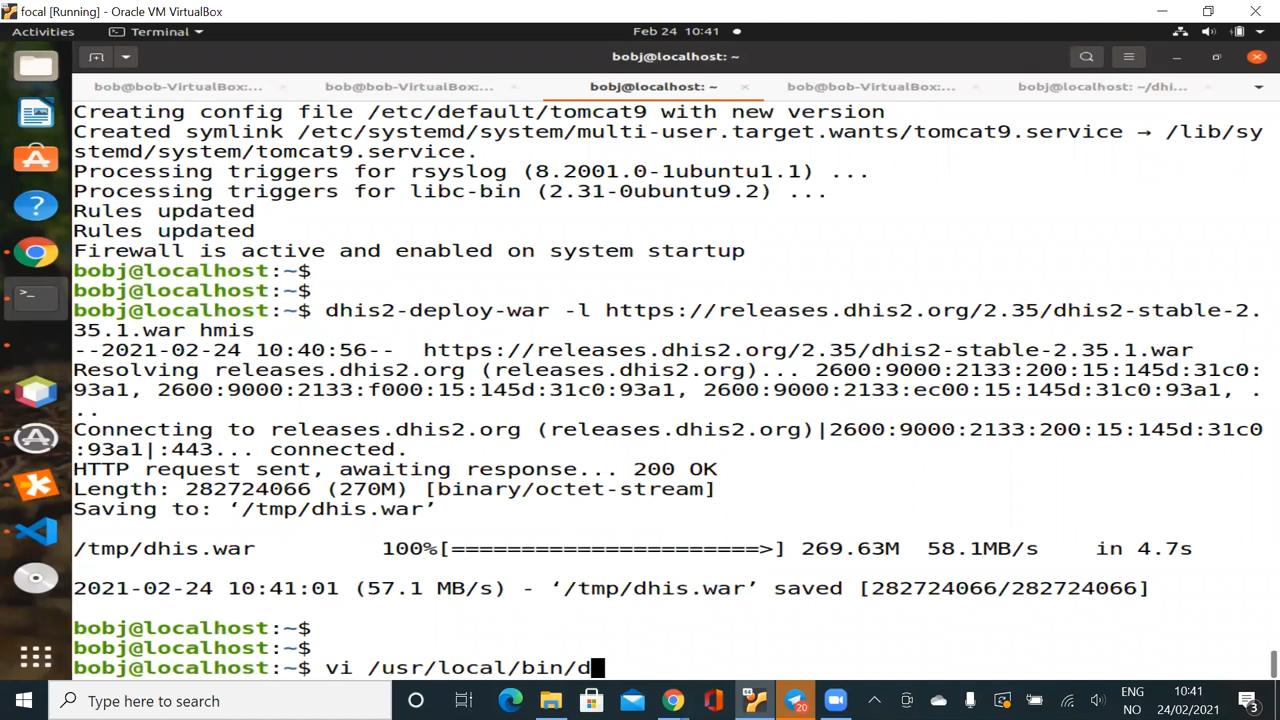 focal [Running] - Oracle VM VirtualBox
Activities Terminal Feb 24 10:41
bobj@localhost: ~
bob@bob-VirtualBox:... bob@bob-VirtualBox:... bobj@localhost: ~ bob@bob-VirtualBox:... bobj@localhost: ~/dhi...
Creating config file /etc/default/tomcat9 with new version
Created symlink /etc/systemd/system/multi-user.target.wants/tomcat9.service → /lib/sy
stemd/system/tomcat9.service.
Processing triggers for rsyslog (8.2001.0-1ubuntu1.1) ...
Processing triggers for libc-bin (2.31-0ubuntu9.2) ...
Rules updated
Rules updated
Firewall is active and enabled on system startup
bobj@localhost:~$
bobj@localhost:~$
bobj@localhost:~$ dhis2-deploy-war -l https://releases.dhis2.org/2.35/dhis2-stable-2.
35.1.war hmis
--2021-02-24 10:40:56-- https://releases.dhis2.org/2.35/dhis2-stable-2.35.1.war
Resolving releases.dhis2.org (releases.dhis2.org)... 2600:9000:2133:200:15:145d:31c0:
93a1, 2600:9000:2133:f000:15:145d:31c0:93a1, 2600:9000:2133:ec00:15:145d:31c0:93a1, .
..
Connecting to releases.dhis2.org (releases.dhis2.org)|2600:9000:2133:200:15:145d:31c0
:93a1|:443... connected.
HTTP request sent, awaiting response... 200 OK
Length: 282724066 (270M) [binary/octet-stream]
Saving to: ‘/tmp/dhis.war’
/tmp/dhis.war 100%[======================>] 269.63M 58.1MB/s in 4.7s
2021-02-24 10:41:01 (57.1 MB/s) - ‘/tmp/dhis.war’ saved [282724066/282724066]
bobj@localhost:~$
bobj@localhost:~$
bobj@localhost:~$ vi /usr/local/bin/d
Type here to search
20
ENG
NO
10:41
24/02/2021
3